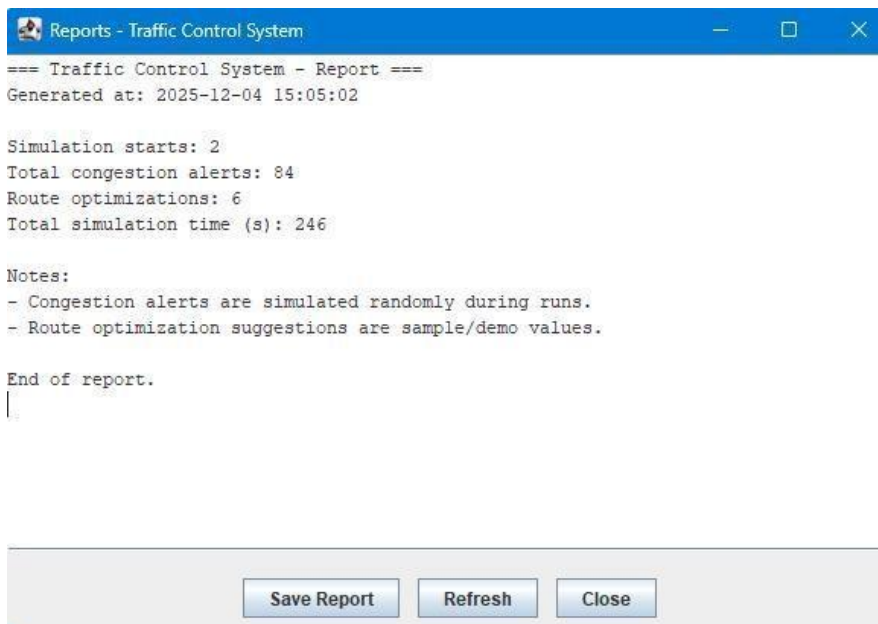 Reports - Traffic Control System
=== Traffic Control System - Report ===
Generated at: 2025-12-04 15:05:02
Simulation starts: 2
Total congestion alerts: 84
Route optimizations: 6
Total simulation time (s): 246
Notes:
- Congestion alerts are simulated randomly during runs.
- Route optimization suggestions are sample/demo values.
End of report.
Save Report Refresh Close